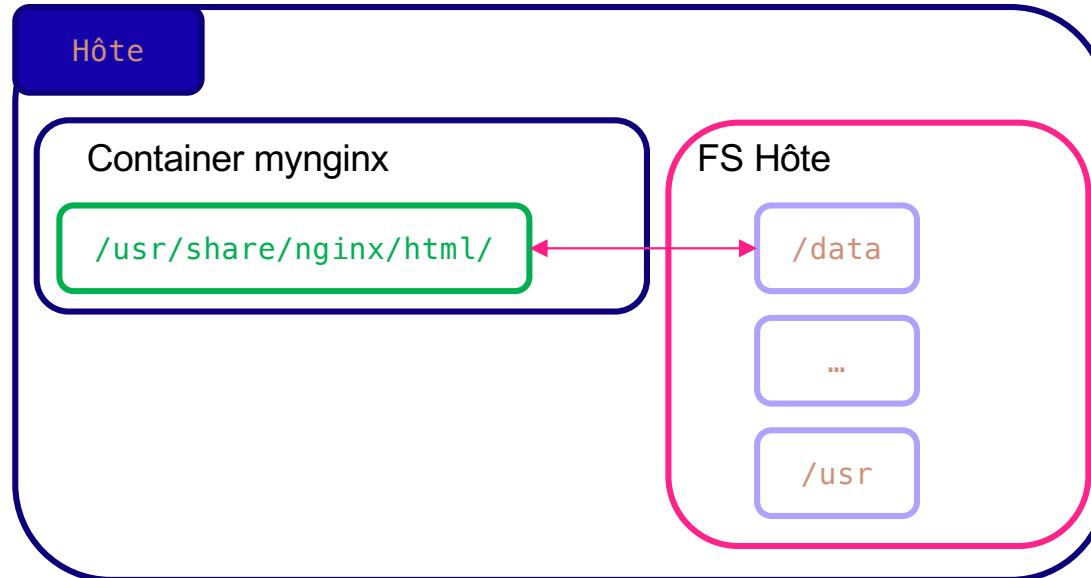 Hôte
Container mynginx
/usr/share/nginx/html/
FS Hôte
/data
…
/usr